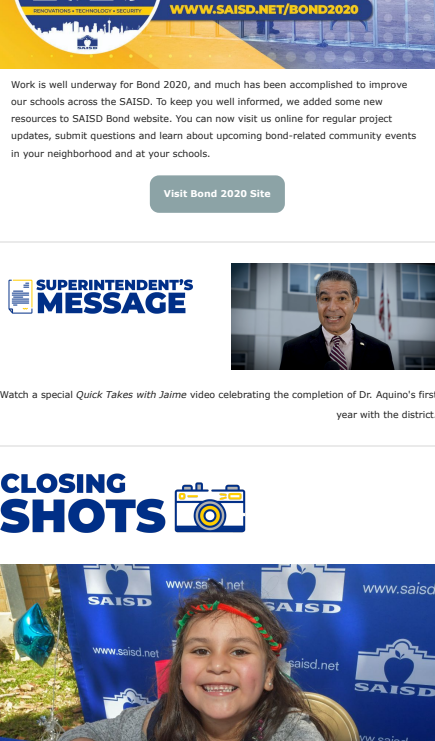 WWW.SAISD.NET/BOND2020
RENOVATIONS • TECHNOLOGY • SECURITY
SAISD
Work is well underway for Bond 2020, and much has been accomplished to improve
our schools across the SAISD. To keep you well informed, we added some new
resources to SAISD Bond website. You can now visit us online for regular project
updates, submit questions and learn about upcoming bond-related community events
in your neighborhood and at your schools.
Visit Bond 2020 Site
SUPERINTENDENT'S
MESSAGE
Watch a special Quick Takes with Jaime video celebrating the completion of Dr. Aquino's first
year with the district
CLOSING
SHOTS
www.saisd.net
www.saisd
SAISD
SAISD
www.saisd.net
saisd.net
SAISD